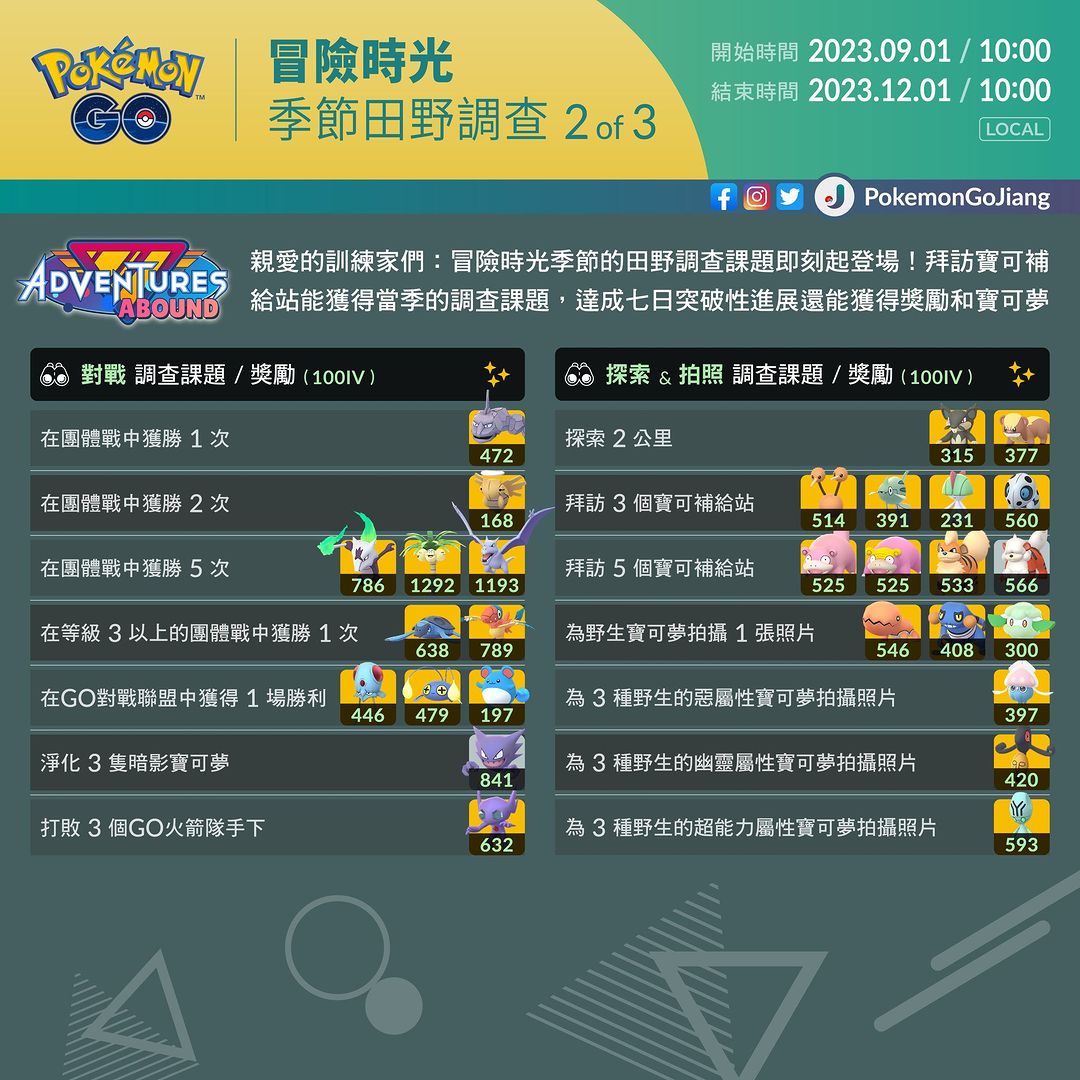 POKÉMON GO
TM
冒險時光
季節田野調查 2 of 3
開始時間 2023.09.01 / 10:00
結束時間 2023.12.01 / 10:00
LOCAL
PokemonGoJiang
ADVENTURES
ABOUND
親愛的訓練家們：冒險時光季節的田野調查課題即刻起登場！拜訪寶可補
給站能獲得當季的調查課題，達成七日突破性進展還能獲得獎勵和寶可夢
對戰 調查課題 / 獎勵 (100IV)
在團體戰中獲勝 1 次
472
在團體戰中獲勝 2 次
168
在團體戰中獲勝 5 次
786 1292 1193
在等級 3 以上的團體戰中獲勝 1 次
638 789
在GO對戰聯盟中獲得 1 場勝利
446 479 197
淨化 3 隻暗影寶可夢
841
打敗 3 個GO火箭隊手下
632
探索 & 拍照 調查課題 / 獎勵 (100IV)
探索 2 公里
315 377
拜訪 3 個寶可補給站
514 391 231 560
拜訪 5 個寶可補給站
525 525 533 566
為野生寶可夢拍攝 1 張照片
546 408 300
為 3 種野生的惡屬性寶可夢拍攝照片
397
為 3 種野生的幽靈屬性寶可夢拍攝照片
420
為 3 種野生的超能力屬性寶可夢拍攝照片
593